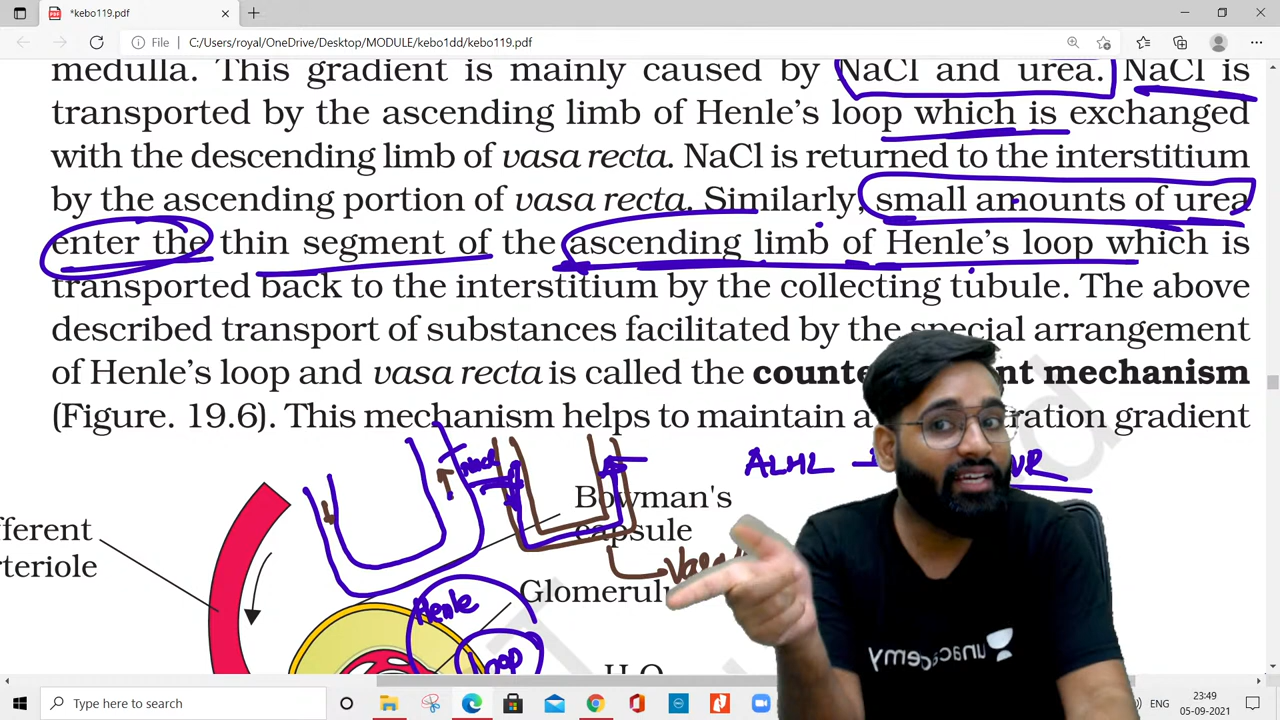 *kebo119.pdf
File C:/Users/royal/OneDrive/Desktop/MODULE/kebo1dd/kebo119.pdf
medulla. This gradient is mainly caused by NaCl and urea. NaCl is
transported by the ascending limb of Henle's loop which is exchanged
with the descending limb of vasa recta. NaCl is returned to the interstitium
by the ascending portion of vasa recta. Similarly, small amounts of urea
enter the thin segment of the ascending limb of Henle's loop which is
transported back to the interstitium by the collecting tubule. The above
described transport of substances facilitated by the special arrangement
of Henle's loop and vasa recta is called the counte nt mechanism
(Figure. 19.6). This mechanism helps to maintain a ration gradient
NaCl
ALHL
VR
Bowman's
capsule
fferent
rteriole
Vasa
Glomerulu
Henle
loop
H₂O
unacademy
Type here to search
23:49
05-09-2021